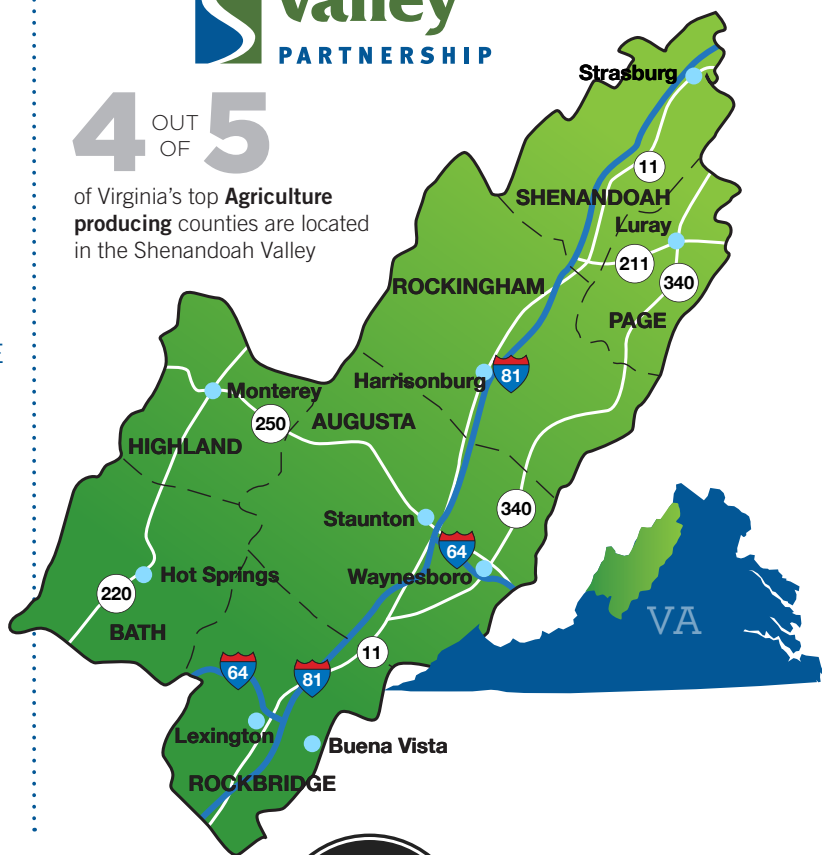 valley
PARTNERSHIP
4 OUT OF 5
of Virginia's top Agriculture
producing counties are located
in the Shenandoah Valley
Strasburg
11
SHENANDOAH
Luray
211
340
ROCKINGHAM
PAGE
Harrisonburg
81
Monterey
250
AUGUSTA
HIGHLAND
340
Staunton
64
Waynesboro
Hot Springs
220
BATH
VA
11
64
81
Lexington
Buena Vista
ROCKBRIDGE